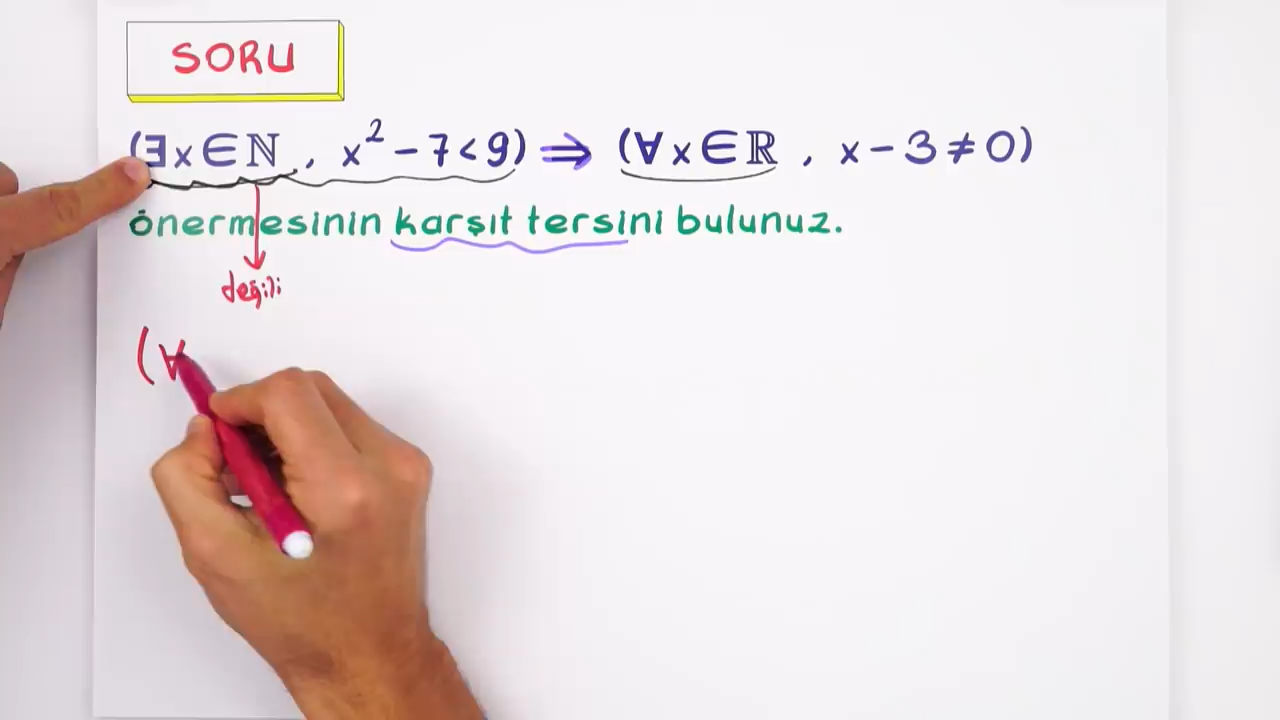 SORU
(∃x∈ℕ , x²-7<9) ⇒ (∀x∈ℝ , x-3≠0)
önermesinin karşıt tersini bulunuz.
değili
(∀